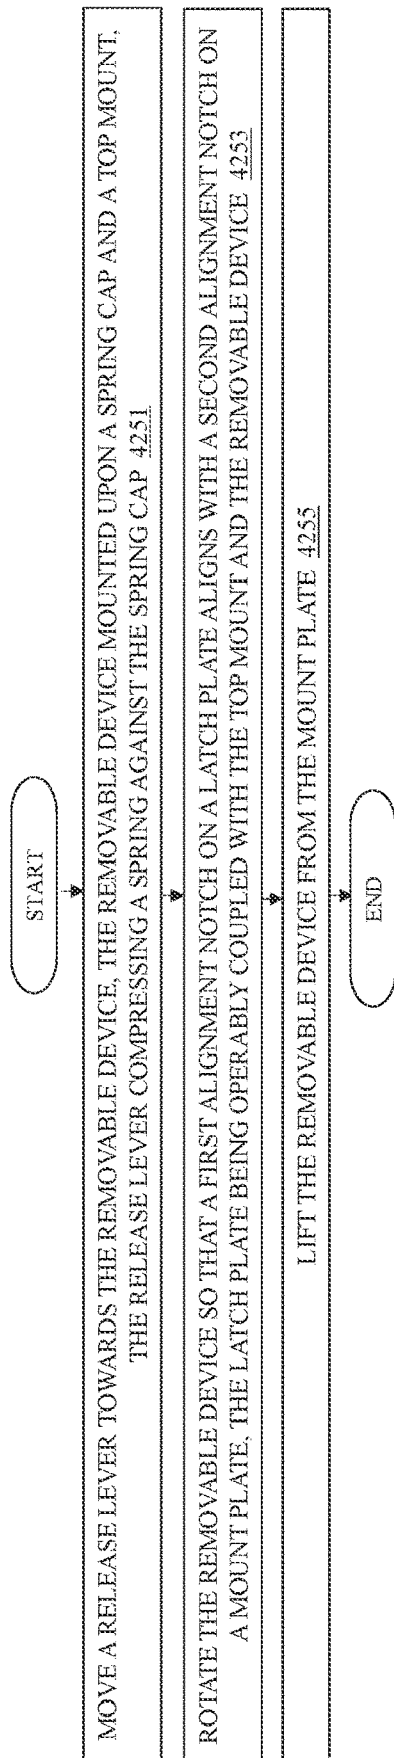 START
MOVE A RELEASE LEVER TOWARDS THE REMOVABLE DEVICE, THE REMOVABLE DEVICE MOUNTED UPON A SPRING CAP AND A TOP MOUNT,
THE RELEASE LEVER COMPRESSING A SPRING AGAINST THE SPRING CAP 4251
ROTATE THE REMOVABLE DEVICE SO THAT A FIRST ALIGNMENT NOTCH ON A LATCH PLATE ALIGNS WITH A SECOND ALIGNMENT NOTCH ON
A MOUNT PLATE, THE LATCH PLATE BEING OPERABLY COUPLED WITH THE TOP MOUNT AND THE REMOVABLE DEVICE 4253
LIFT THE REMOVABLE DEVICE FROM THE MOUNT PLATE 4255
END